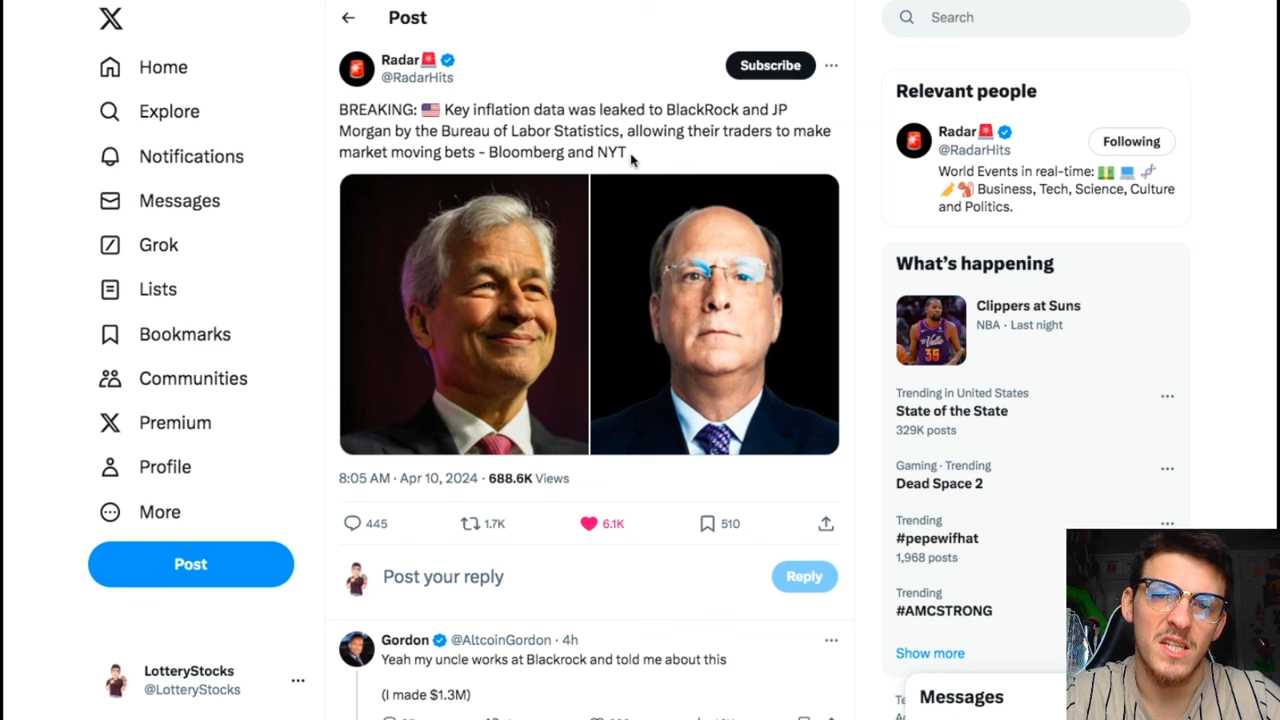 Post
Search
Home
Explore
Notifications
Messages
Grok
Lists
Bookmarks
Communities
Premium
Profile
More
Post
LotteryStocks
@LotteryStocks
Radar🚨
@RadarHits
Subscribe
BREAKING: 🇺🇸 Key inflation data was leaked to BlackRock and JP
Morgan by the Bureau of Labor Statistics, allowing their traders to make
market moving bets - Bloomberg and NYT
8:05 AM · Apr 10, 2024 · 688.6K Views
445
1.7K
6.1K
510
Post your reply
Reply
Gordon @AltcoinGordon · 4h
Yeah my uncle works at Blackrock and told me about this
(I made $1.3M)
Relevant people
Radar🚨
@RadarHits
Following
World Events in real-time: 💵 💻 🧬
🍼🐿️ Business, Tech, Science, Culture
and Politics.
What's happening
Clippers at Suns
NBA · Last night
35
Trending in United States
State of the State
329K posts
Gaming · Trending
Dead Space 2
Trending
#pepewifhat
1,968 posts
Trending
#AMCSTRONG
Show more
Messages